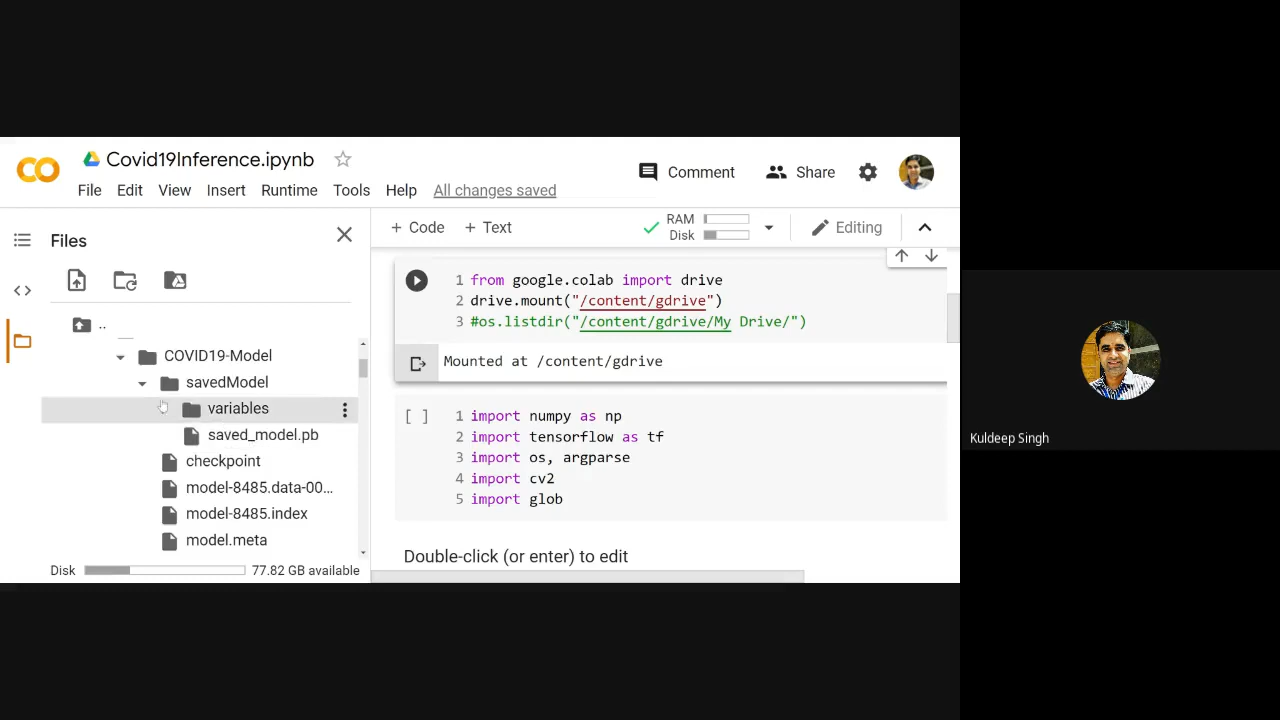 Covid19Inference.ipynb
File Edit View Insert Runtime Tools Help All changes saved
Comment
Share
Files
+ Code + Text
RAM
Disk
Editing
..
COVID19-Model
savedModel
variables
saved_model.pb
checkpoint
model-8485.data-00...
model-8485.index
model.meta
Disk 77.82 GB available
1 from google.colab import drive
2 drive.mount("/content/gdrive")
3 #os.listdir("/content/gdrive/My Drive/")
Mounted at /content/gdrive
[ ] 1 import numpy as np
2 import tensorflow as tf
3 import os, argparse
4 import cv2
5 import glob
Double-click (or enter) to edit
Kuldeep Singh